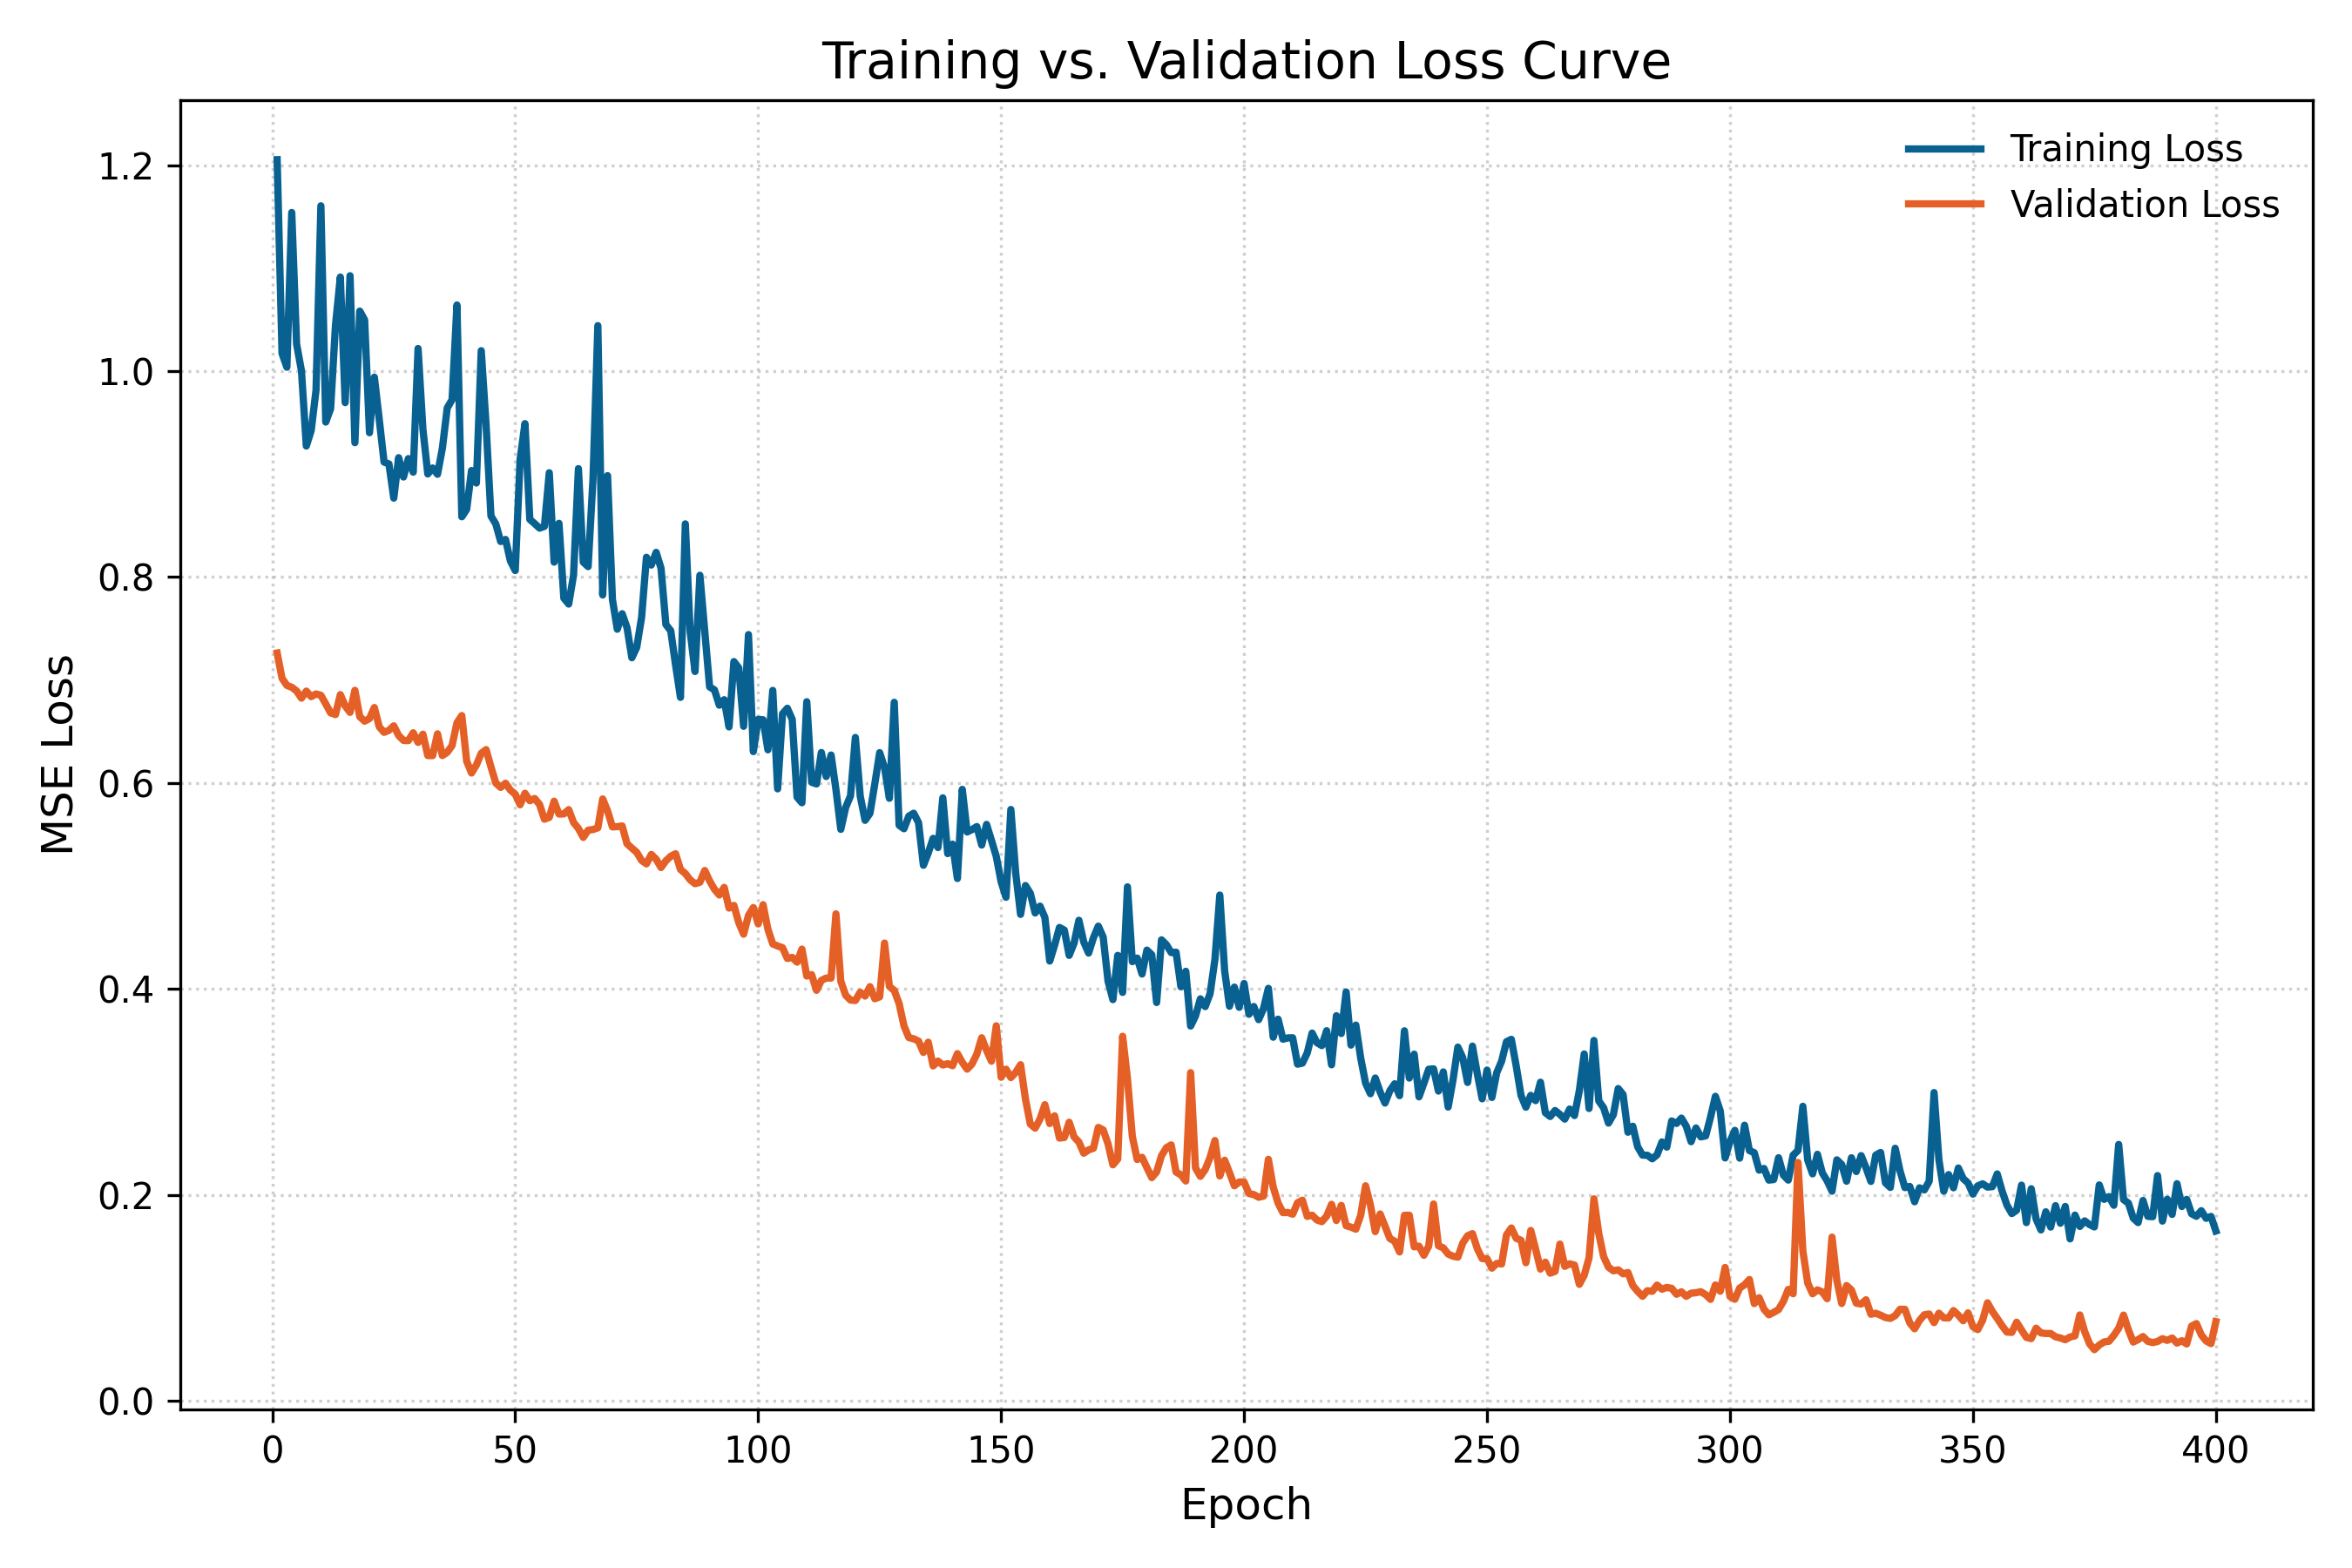 Training vs. Validation Loss Curve
Training Loss
Validation Loss
MSE Loss
1.2
1.0
0.8
0.6
0.4
0.2
0.0
0 50 100 150 200 250 300 350 400
Epoch